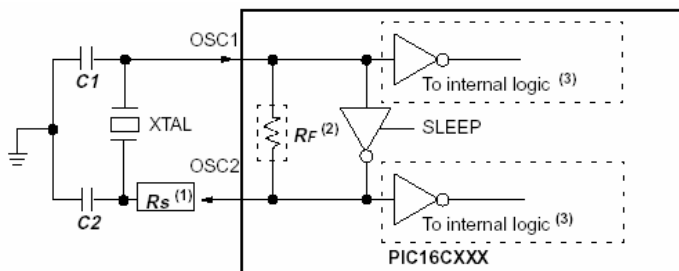 OSC1
C1
To internal logic (3)
XTAL
RF (2)
SLEEP
OSC2
C2
Rs (1)
To internal logic (3)
PIC16CXXX